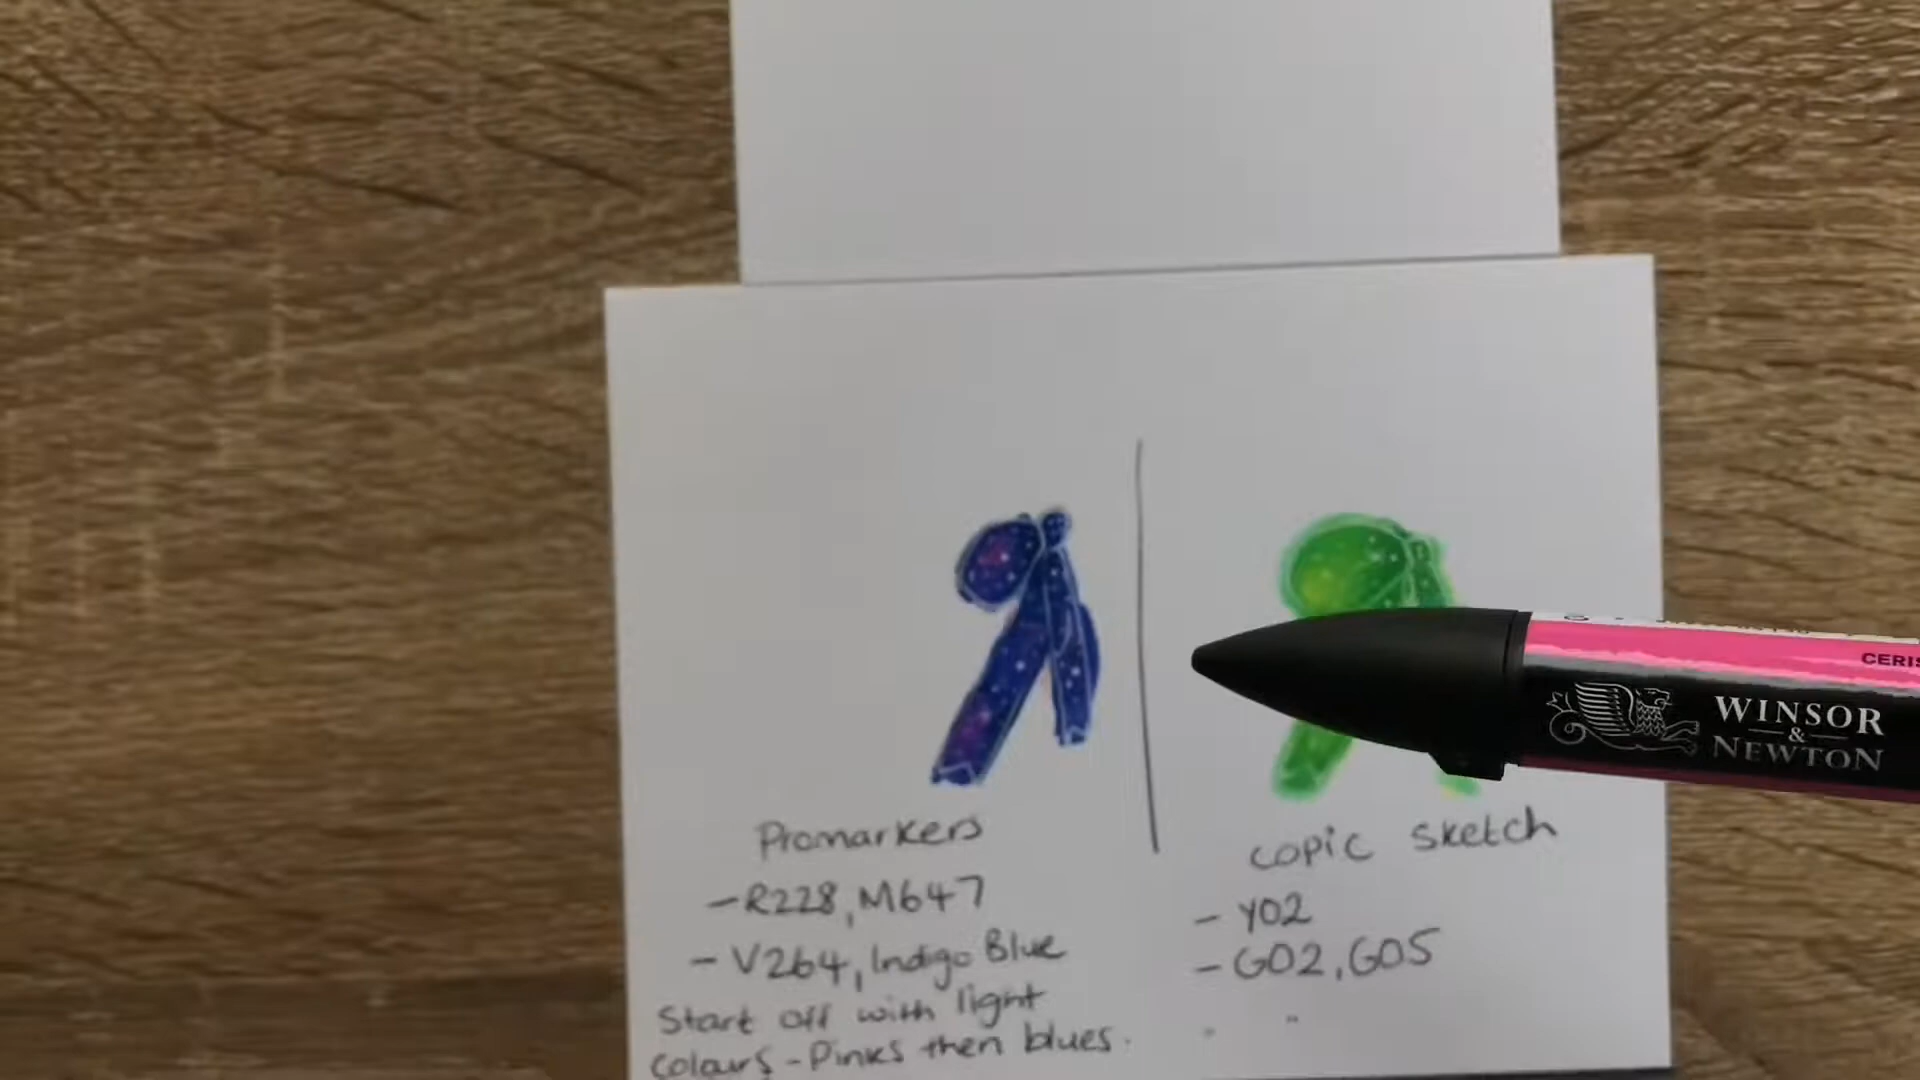 CERIS
WINSOR
&
NEWTON
Promarkers
-R228, M647
- V264, Indigo Blue
Start off with light
colours - Pinks then blues.
copic sketch
- Y02
- G02, G05
" "